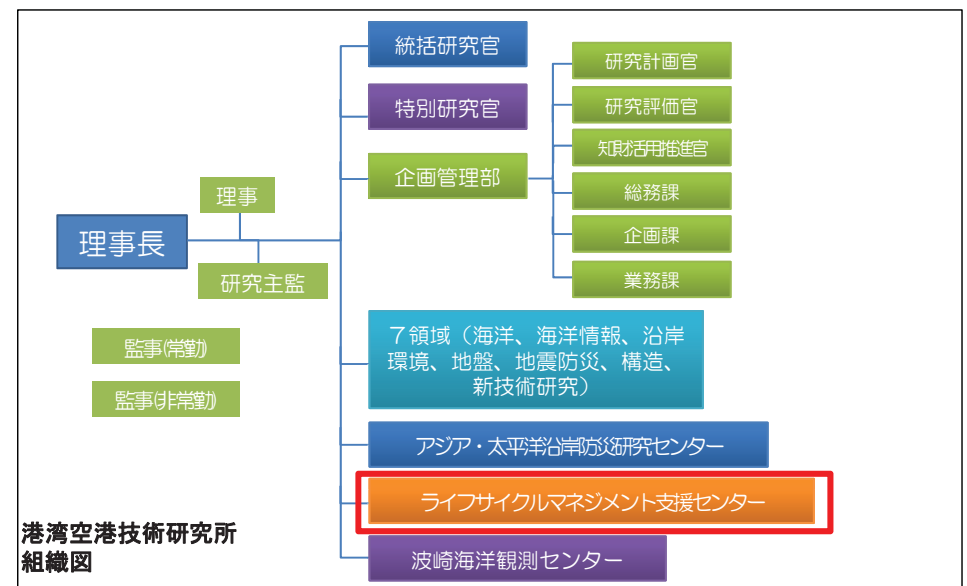 統括研究官
特別研究官
企画管理部
研究計画官
研究評価官
知財活用推進官
総務課
企画課
業務課
理事
理事長
研究主監
監事(常勤)
監事(非常勤)
７領域（海洋、海洋情報、沿岸
環境、地盤、地震防災、構造、
新技術研究）
アジア・太平洋沿岸防災研究センター
ライフサイクルマネジメント支援センター
波崎海洋観測センター
港湾空港技術研究所
組織図